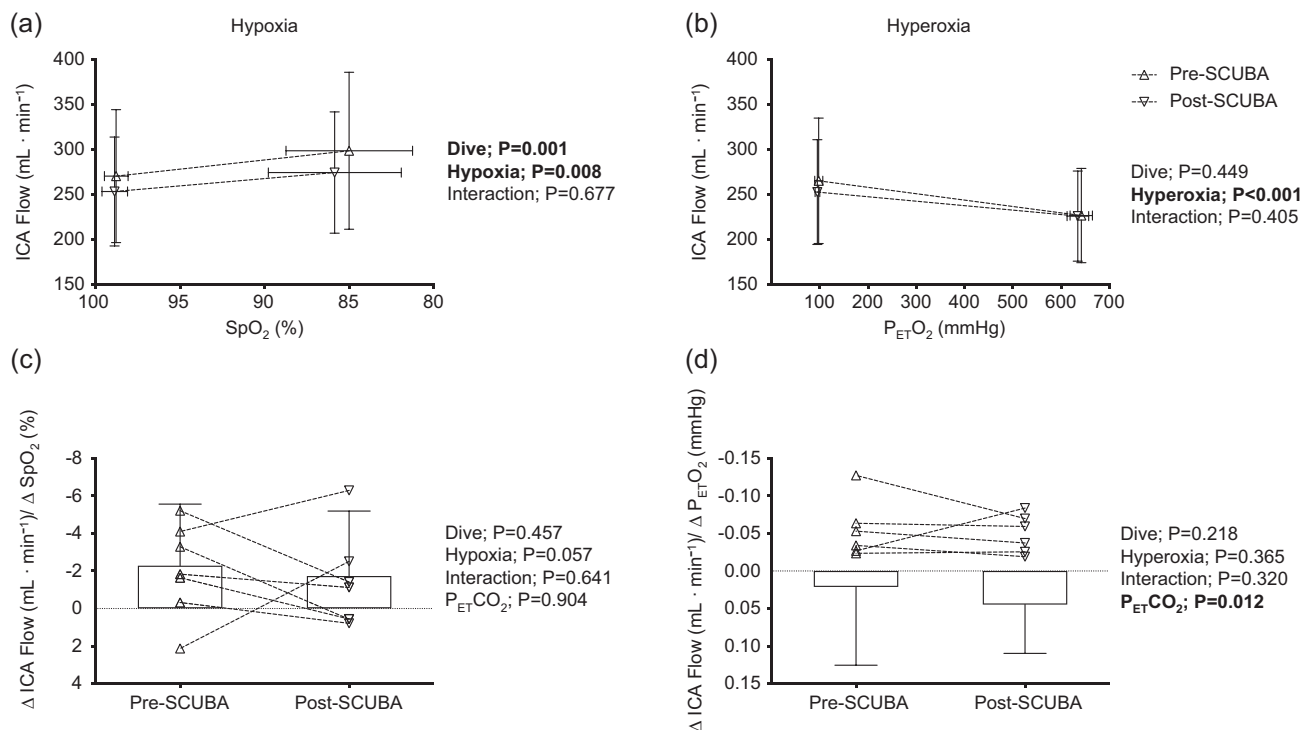 (a)
Hypoxia
ICA Flow (mL · min⁻¹)
400
350
300
250
200
150
100
95
90
85
80
SpO₂ (%)
Dive; P=0.001
Hypoxia; P=0.008
Interaction; P=0.677
(b)
Hyperoxia
ICA Flow (mL · min⁻¹)
400
350
300
250
200
150
100
200
300
400
500
600
700
P_ETO₂ (mmHg)
Pre-SCUBA
Post-SCUBA
Dive; P=0.449
Hyperoxia; P<0.001
Interaction; P=0.405
(c)
Δ ICA Flow (mL · min⁻¹)/ Δ SpO₂ (%)
-8
-6
-4
-2
0
2
4
Pre-SCUBA
Post-SCUBA
Dive; P=0.457
Hypoxia; P=0.057
Interaction; P=0.641
P_ETCO₂; P=0.904
(d)
Δ ICA Flow (mL · min⁻¹)/ Δ P_ETO₂ (mmHg)
-0.15
-0.10
-0.05
0.00
0.05
0.10
0.15
Pre-SCUBA
Post-SCUBA
Dive; P=0.218
Hyperoxia; P=0.365
Interaction; P=0.320
P_ETCO₂; P=0.012